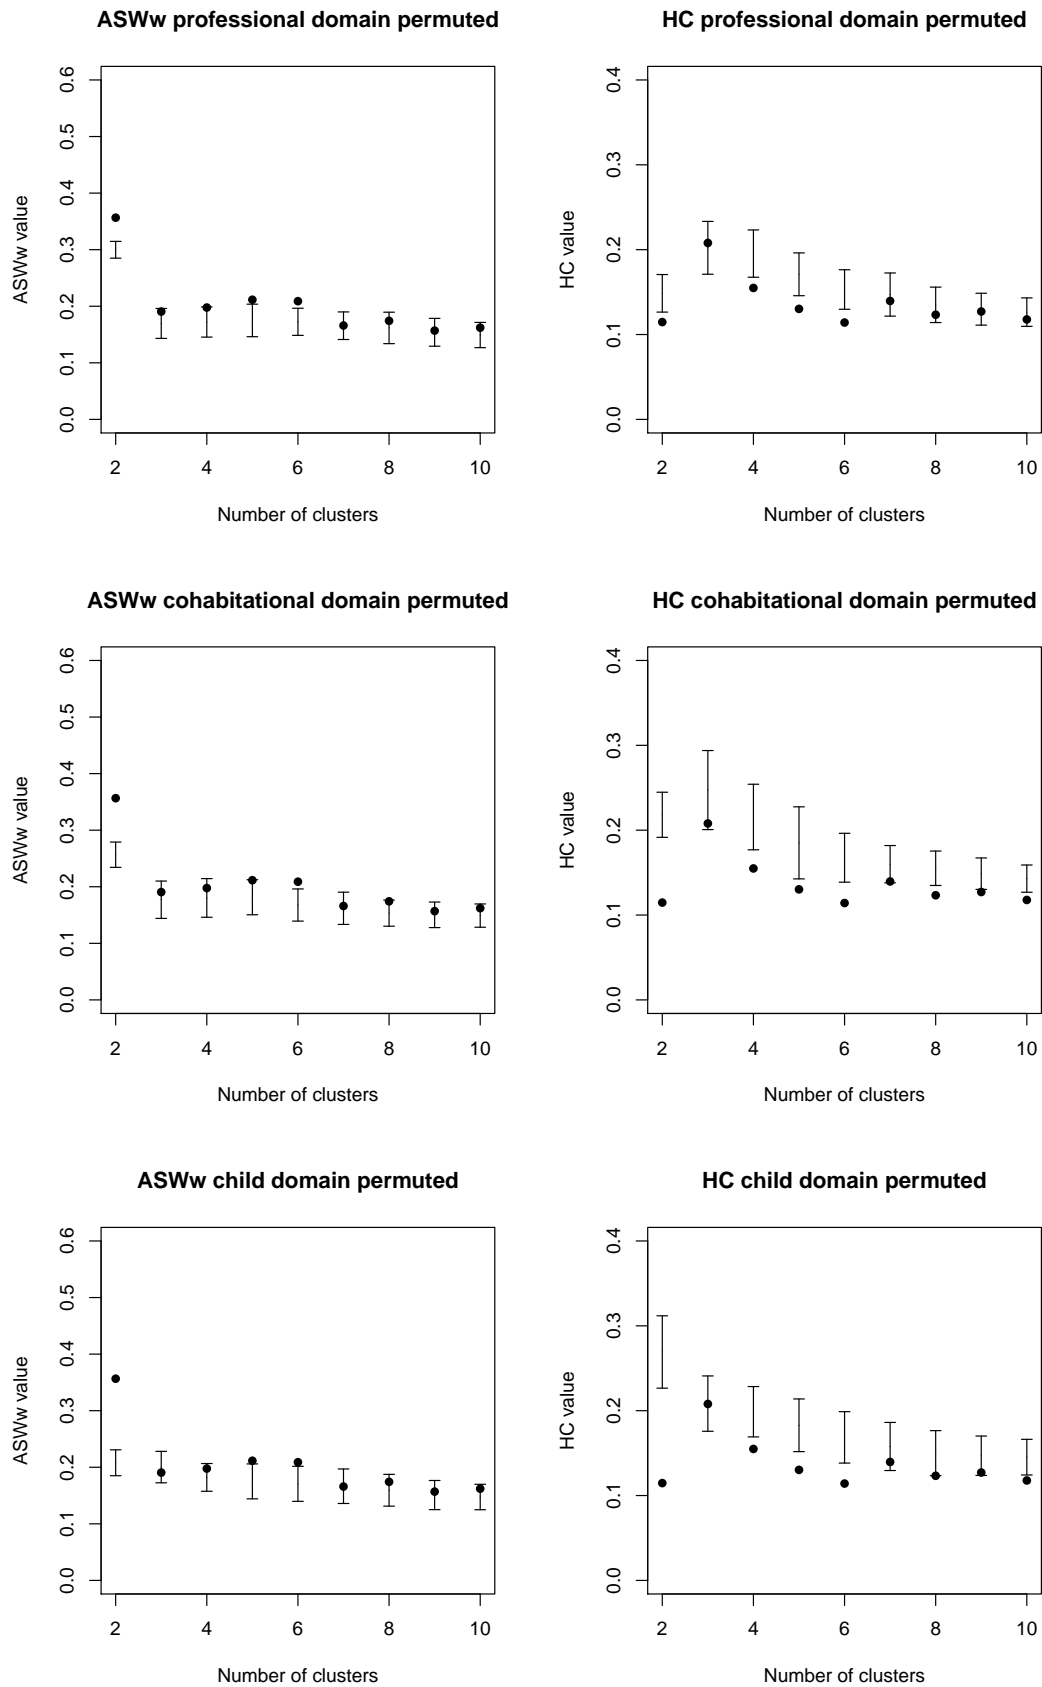 ASWw professional domain permuted
0.6
0.5
0.4
0.3
0.2
0.1
0.0
ASWw value
2 4 6 8 10
Number of clusters
HC professional domain permuted
0.4
0.3
0.2
0.1
0.0
HC value
2 4 6 8 10
Number of clusters
ASWw cohabitational domain permuted
0.6
0.5
0.4
0.3
0.2
0.1
0.0
ASWw value
2 4 6 8 10
Number of clusters
HC cohabitational domain permuted
0.4
0.3
0.2
0.1
0.0
HC value
2 4 6 8 10
Number of clusters
ASWw child domain permuted
0.6
0.5
0.4
0.3
0.2
0.1
0.0
ASWw value
2 4 6 8 10
Number of clusters
HC child domain permuted
0.4
0.3
0.2
0.1
0.0
HC value
2 4 6 8 10
Number of clusters